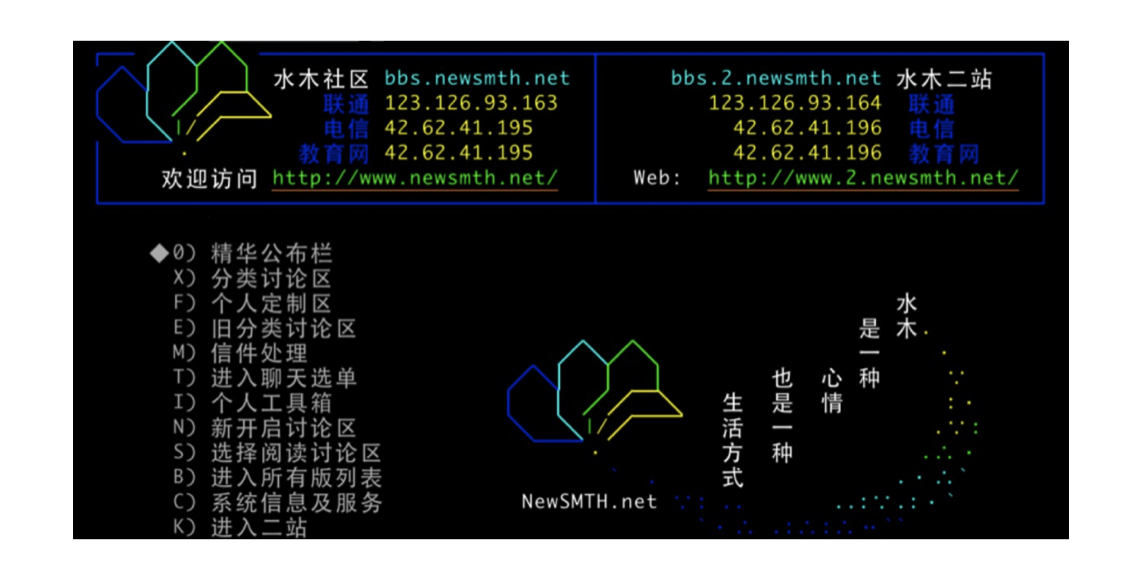 水木社区 bbs.newsmth.net
联通 123.126.93.163
电信 42.62.41.195
教育网 42.62.41.195
欢迎访问 http://www.newsmth.net/
bbs.2.newsmth.net 水木二站
123.126.93.164 联通
42.62.41.196 电信
42.62.41.196 教育网
Web: http://www.2.newsmth.net/
◆0) 精华公布栏
X) 分类讨论区
F) 个人定制区
E) 旧分类讨论区
M) 信件处理
T) 进入聊天选单
I) 个人工具箱
N) 新开启讨论区
S) 选择阅读讨论区
B) 进入所有版列表
C) 系统信息及服务
K) 进入二站
水木
是一种
心情
也是一种
生活方式
NewSMTH.net